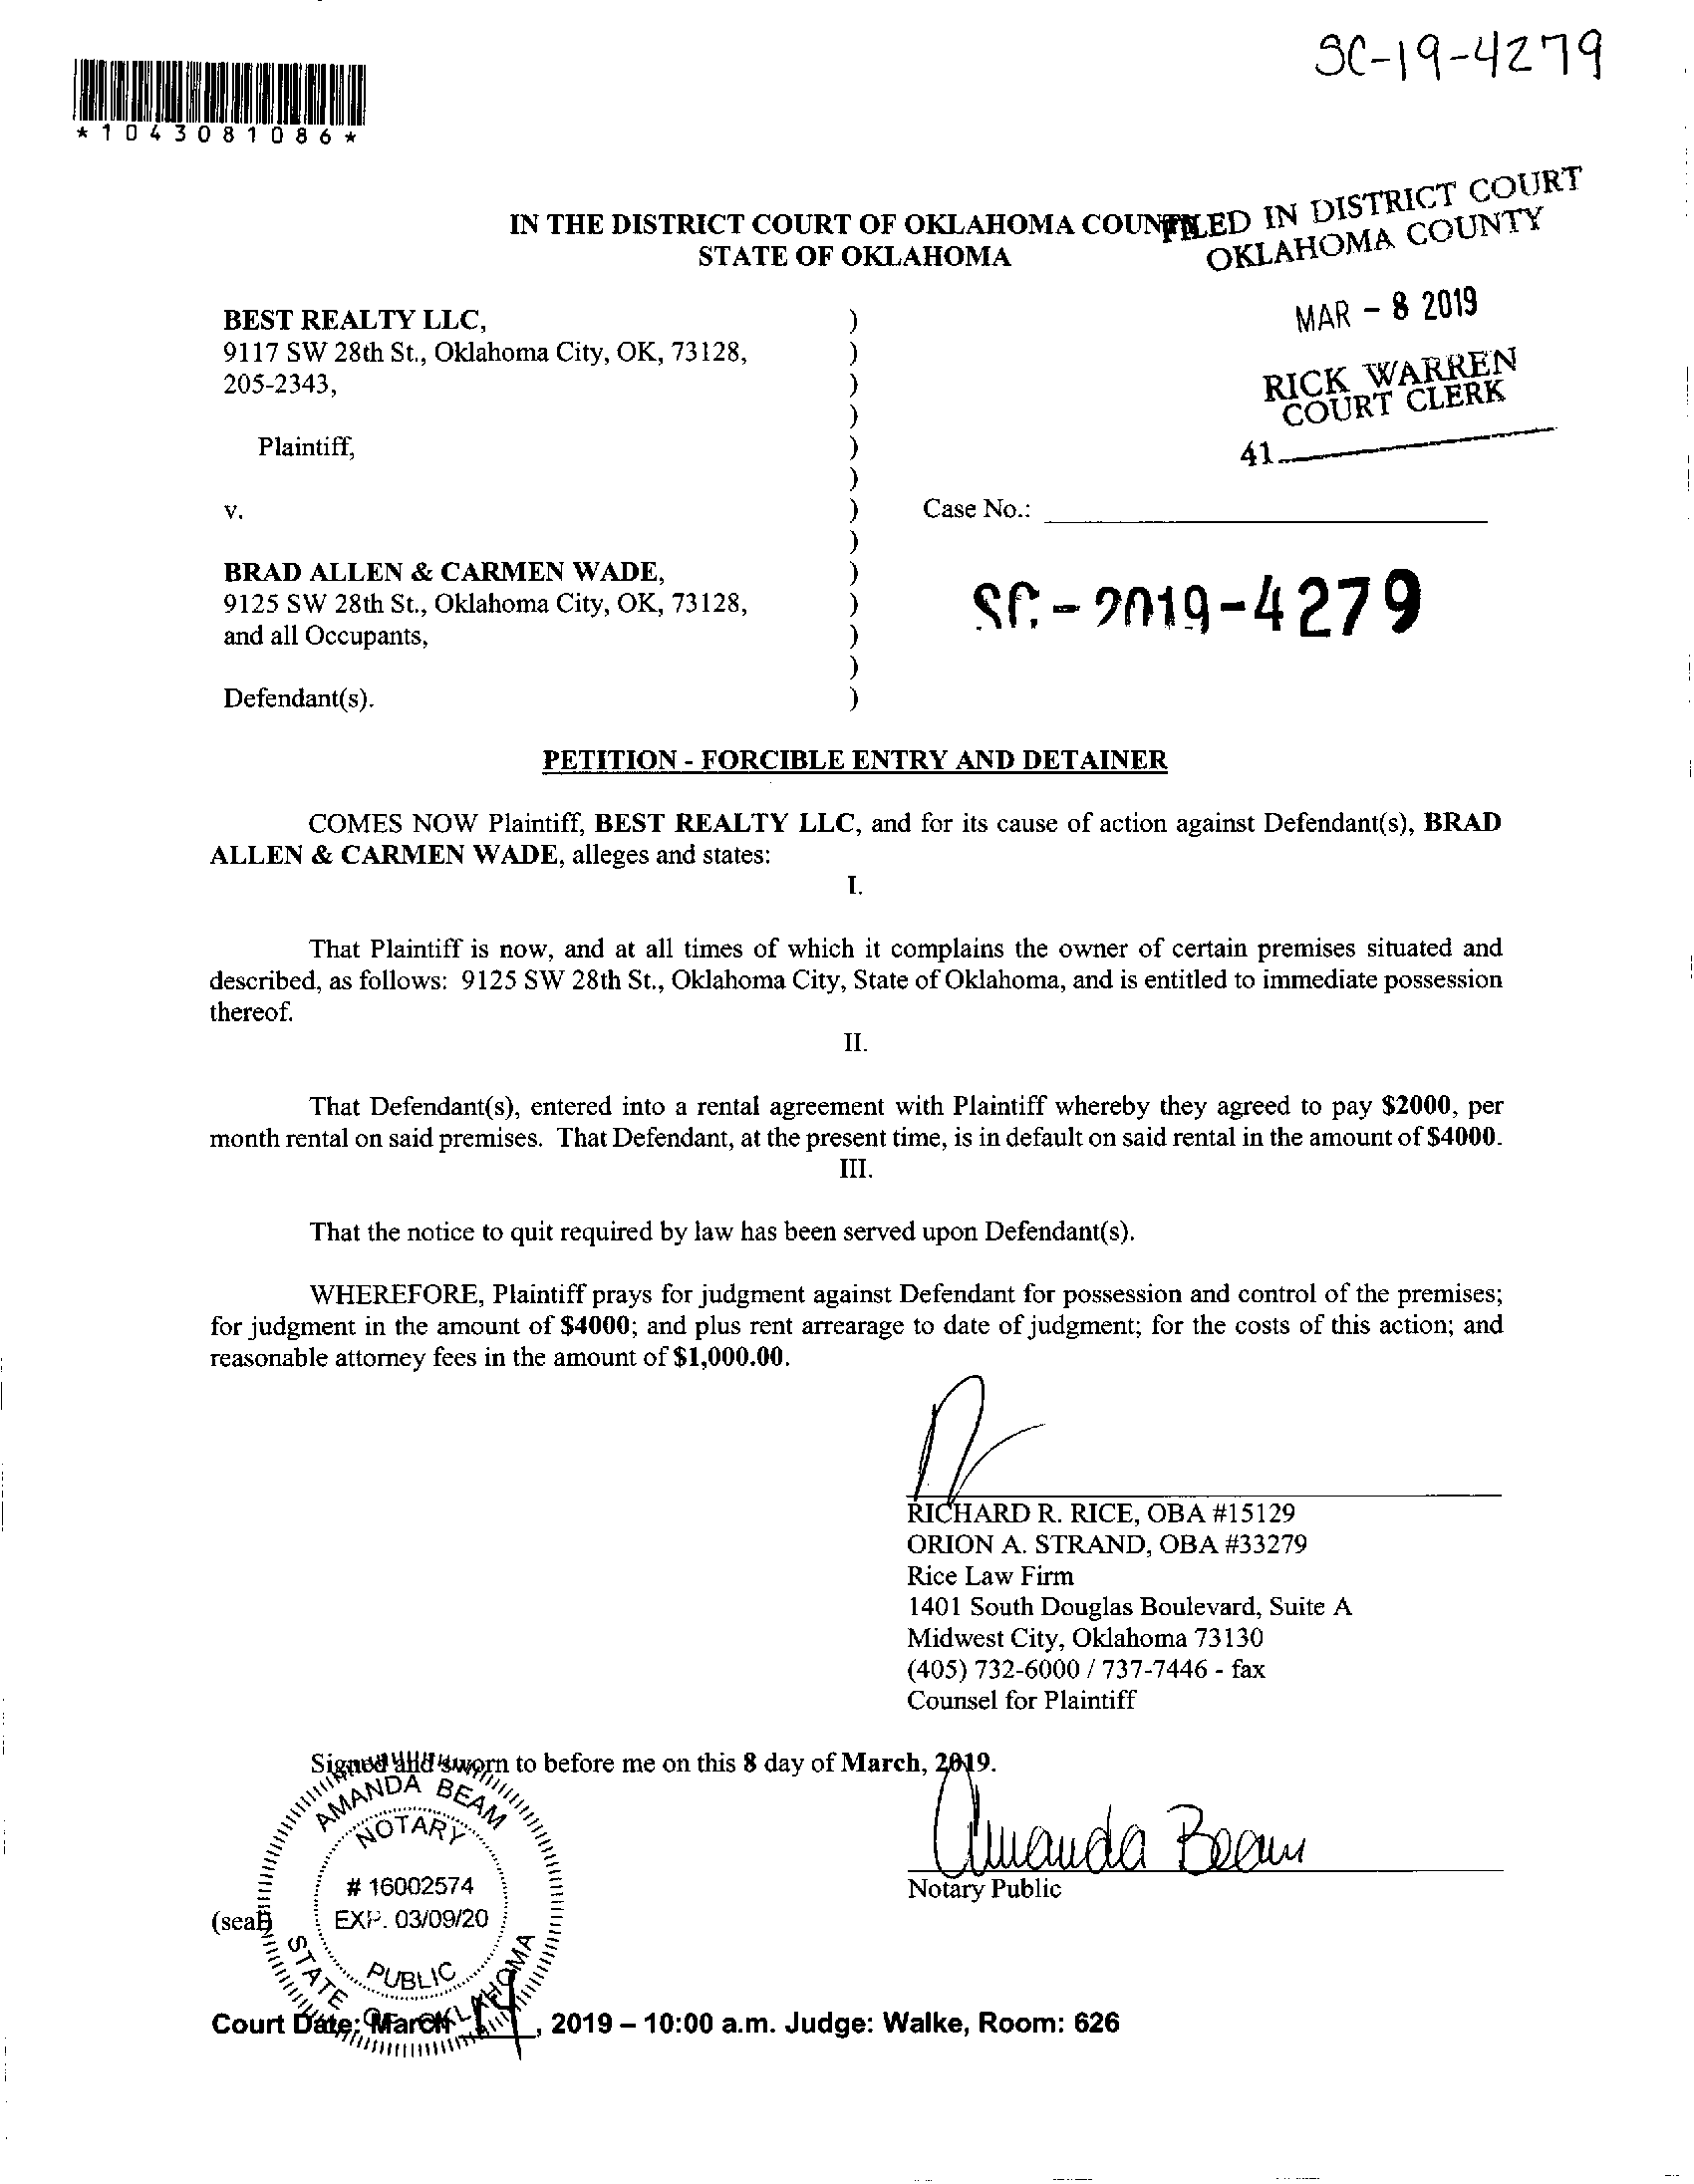 SC-19-4279
*1043081086*
IN THE DISTRICT COURT OF OKLAHOMA COUNTY
STATE OF OKLAHOMA
FILED IN DISTRICT COURT
OKLAHOMA COUNTY
MAR - 8 2019
RICK WARREN
COURT CLERK
41
BEST REALTY LLC, )
9117 SW 28th St., Oklahoma City, OK, 73128, )
205-2343, )
)
Plaintiff, )
)
v. ) Case No.:
)
BRAD ALLEN & CARMEN WADE, )
9125 SW 28th St., Oklahoma City, OK, 73128, ) SC - 2019 - 4279
and all Occupants, )
)
Defendant(s). )
PETITION - FORCIBLE ENTRY AND DETAINER
COMES NOW Plaintiff, BEST REALTY LLC, and for its cause of action against Defendant(s), BRAD
ALLEN & CARMEN WADE, alleges and states:
I.
That Plaintiff is now, and at all times of which it complains the owner of certain premises situated and
described, as follows: 9125 SW 28th St., Oklahoma City, State of Oklahoma, and is entitled to immediate possession
thereof.
II.
That Defendant(s), entered into a rental agreement with Plaintiff whereby they agreed to pay $2000, per
month rental on said premises. That Defendant, at the present time, is in default on said rental in the amount of $4000.
III.
That the notice to quit required by law has been served upon Defendant(s).
WHEREFORE, Plaintiff prays for judgment against Defendant for possession and control of the premises;
for judgment in the amount of $4000; and plus rent arrearage to date of judgment; for the costs of this action; and
reasonable attorney fees in the amount of $1,000.00.
RICHARD R. RICE, OBA #15129
ORION A. STRAND, OBA #33279
Rice Law Firm
1401 South Douglas Boulevard, Suite A
Midwest City, Oklahoma 73130
(405) 732-6000 / 737-7446 - fax
Counsel for Plaintiff
Signed and sworn to before me on this 8 day of March, 2019.
Amanda Beam
Notary Public
AMANDA BEAM
NOTARY
# 16002574
EXP. 03/09/20
PUBLIC
STATE OF OKLAHOMA
(seal)
Court Date: March 14, 2019 – 10:00 a.m. Judge: Walke, Room: 626